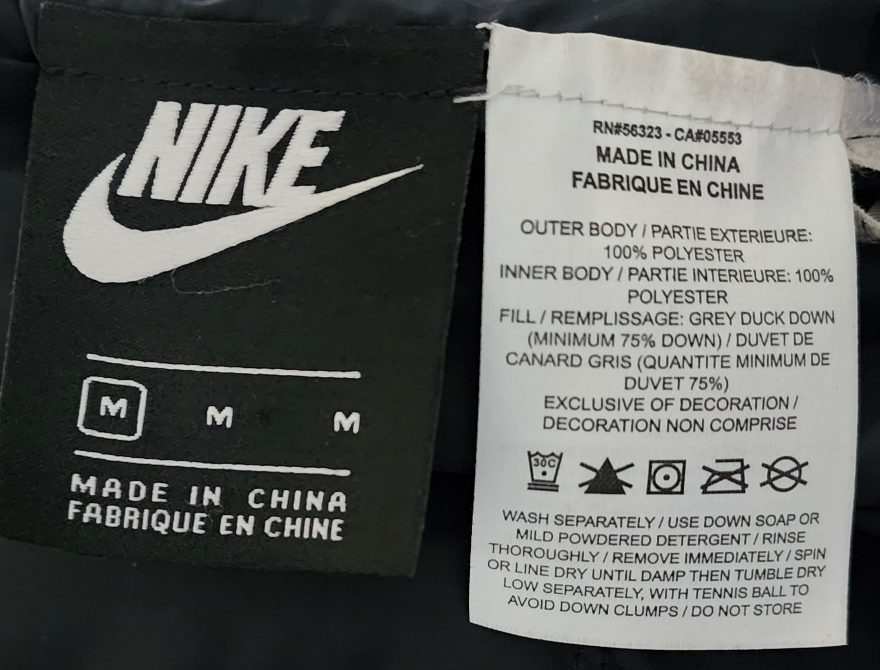 NIKE
M M M
MADE IN CHINA
FABRIQUE EN CHINE
RN#56323 - CA#05553
MADE IN CHINA
FABRIQUE EN CHINE
OUTER BODY / PARTIE EXTERIEURE:
100% POLYESTER
INNER BODY / PARTIE INTERIEURE: 100%
POLYESTER
FILL / REMPLISSAGE: GREY DUCK DOWN
(MINIMUM 75% DOWN) / DUVET DE
CANARD GRIS (QUANTITE MINIMUM DE
DUVET 75%)
EXCLUSIVE OF DECORATION /
DECORATION NON COMPRISE
30C
WASH SEPARATELY / USE DOWN SOAP OR
MILD POWDERED DETERGENT / RINSE
THOROUGHLY / REMOVE IMMEDIATELY / SPIN
OR LINE DRY UNTIL DAMP THEN TUMBLE DRY
LOW SEPARATELY, WITH TENNIS BALL TO
AVOID DOWN CLUMPS / DO NOT STORE